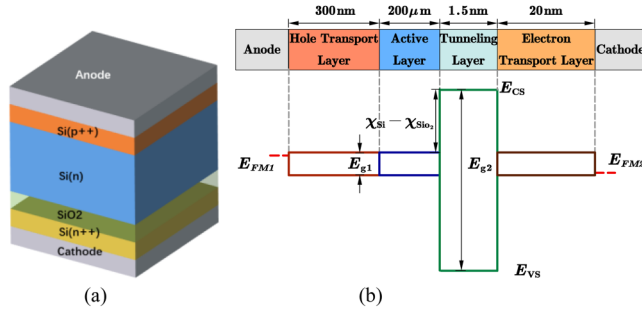 Anode
Si(p++)
Si(n)
SiO2
Si(n++)
Cathode
(a)
300nm 200μm 1.5nm 20nm
Anode Hole Transport Layer Active Layer Tunneling Layer Electron Transport Layer Cathode
E_CS
χ_Si − χ_Sio₂
E_FM1 E_g1 E_g2 E_FM2
E_VS
(b)